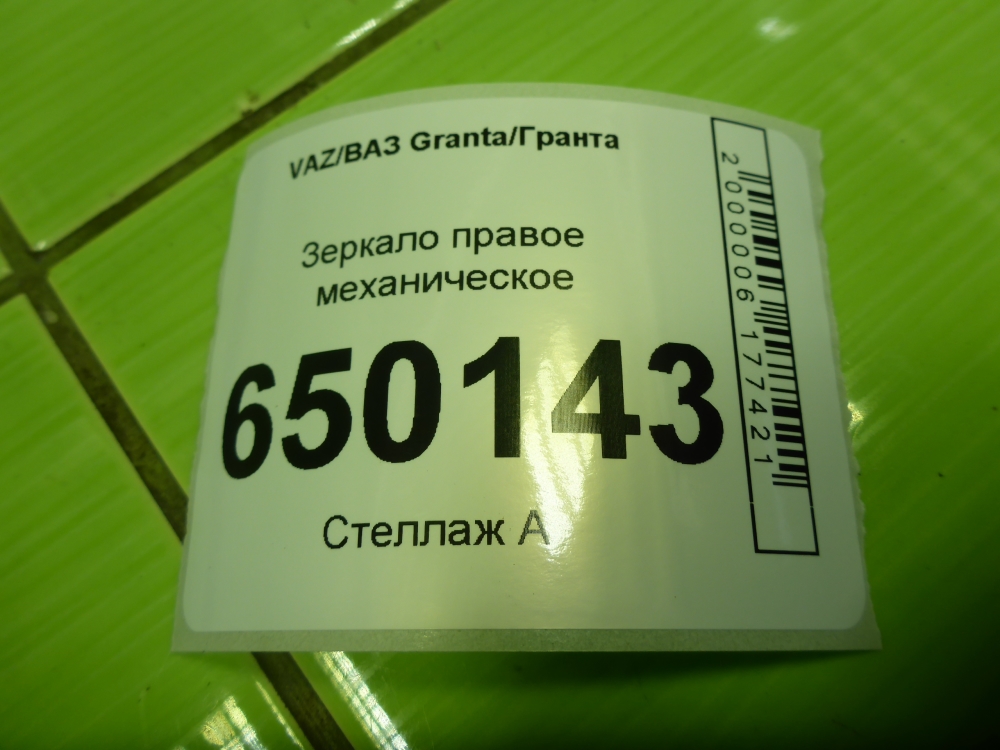 VAZ/ВАЗ Granta/Гранта
Зеркало правое
механическое
650143
Стеллаж А
2000006177421